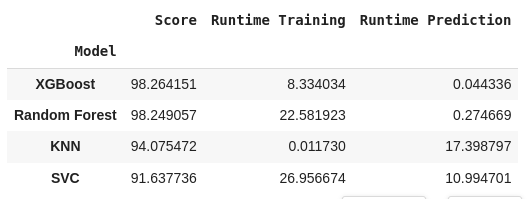 Score Runtime Training Runtime Prediction
Model
XGBoost 98.264151 8.334034 0.044336
Random Forest 98.249057 22.581923 0.274669
KNN 94.075472 0.011730 17.398797
SVC 91.637736 26.956674 10.994701